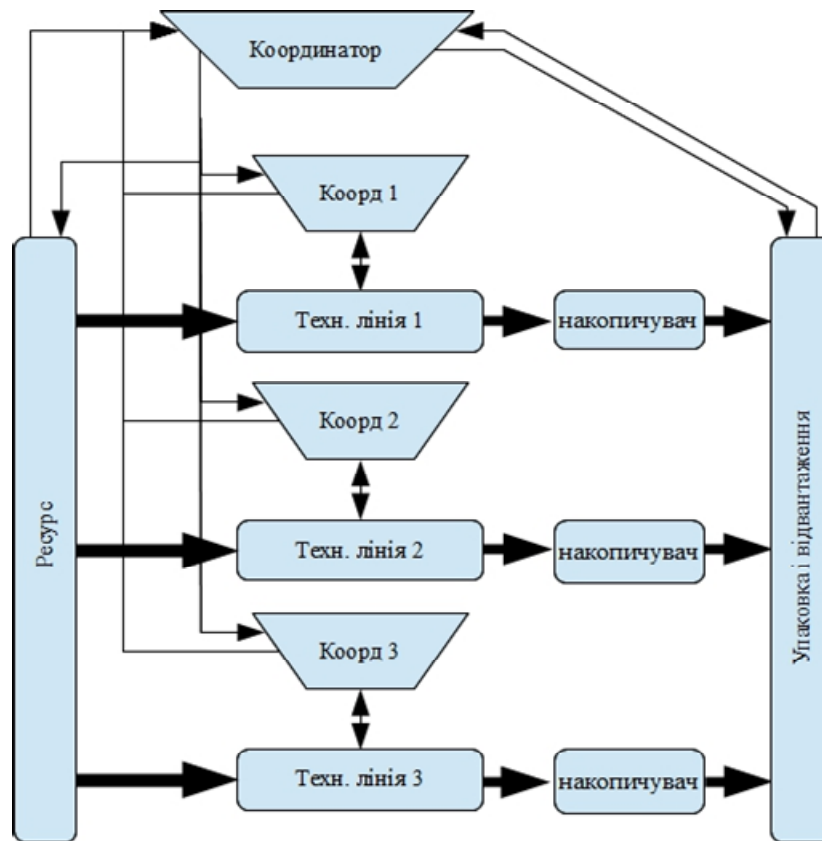 Координатор
Коорд 1
Техн. лінія 1
накопичувач
Коорд 2
Ресурс
Техн. лінія 2
накопичувач
Упаковка і відвантаження
Коорд 3
Техн. лінія 3
накопичувач